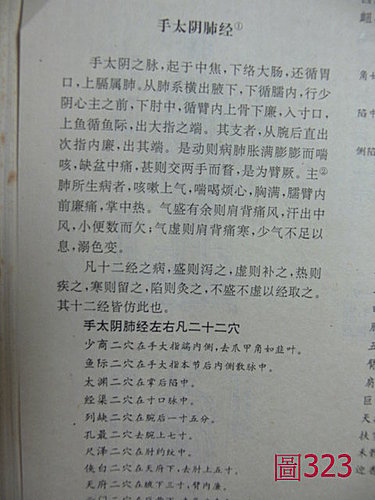 手太阴肺经①
手太阴之脉，起于中焦，下络大肠，还循胃
口，上膈属肺。从肺系横出腋下，下循臑内，行少
阴心主之前，下肘中，循臂内上骨下廉，入寸口，
上鱼循鱼际，出大指之端。其支者，从腕后直出
次指内廉，出其端。是动则病肺胀满膨膨而喘
咳，缺盆中痛，甚则交两手而瞀，是为臂厥。主②
肺所生病者，咳嗽上气，喘喝烦心，胸满，臑臂内
前廉痛，掌中热。气盛有余则肩背痛风，汗出中
风，小便数而欠；气虚则肩背痛寒，少气不足以
息，溺色变。
凡十二经之病，盛则泻之，虚则补之，热则
疾之，寒则留之，陷则灸之，不盛不虚以经取之。
其十二经皆仿此也。
手太阴肺经左右凡二十二穴
少商二穴在手大指端内侧，去爪甲角如韭叶。
鱼际二穴在手大指本节后内侧散脉中。
太渊二穴在掌后陷中。
经渠二穴在寸口脉中。
列缺二穴在腕后一寸五分。
孔最二穴去腕上七寸。
尺泽二穴在肘约纹中。
侠白二穴在天府下，去肘上五寸。
天府二穴在腋下三寸，臂内廉。
圖323